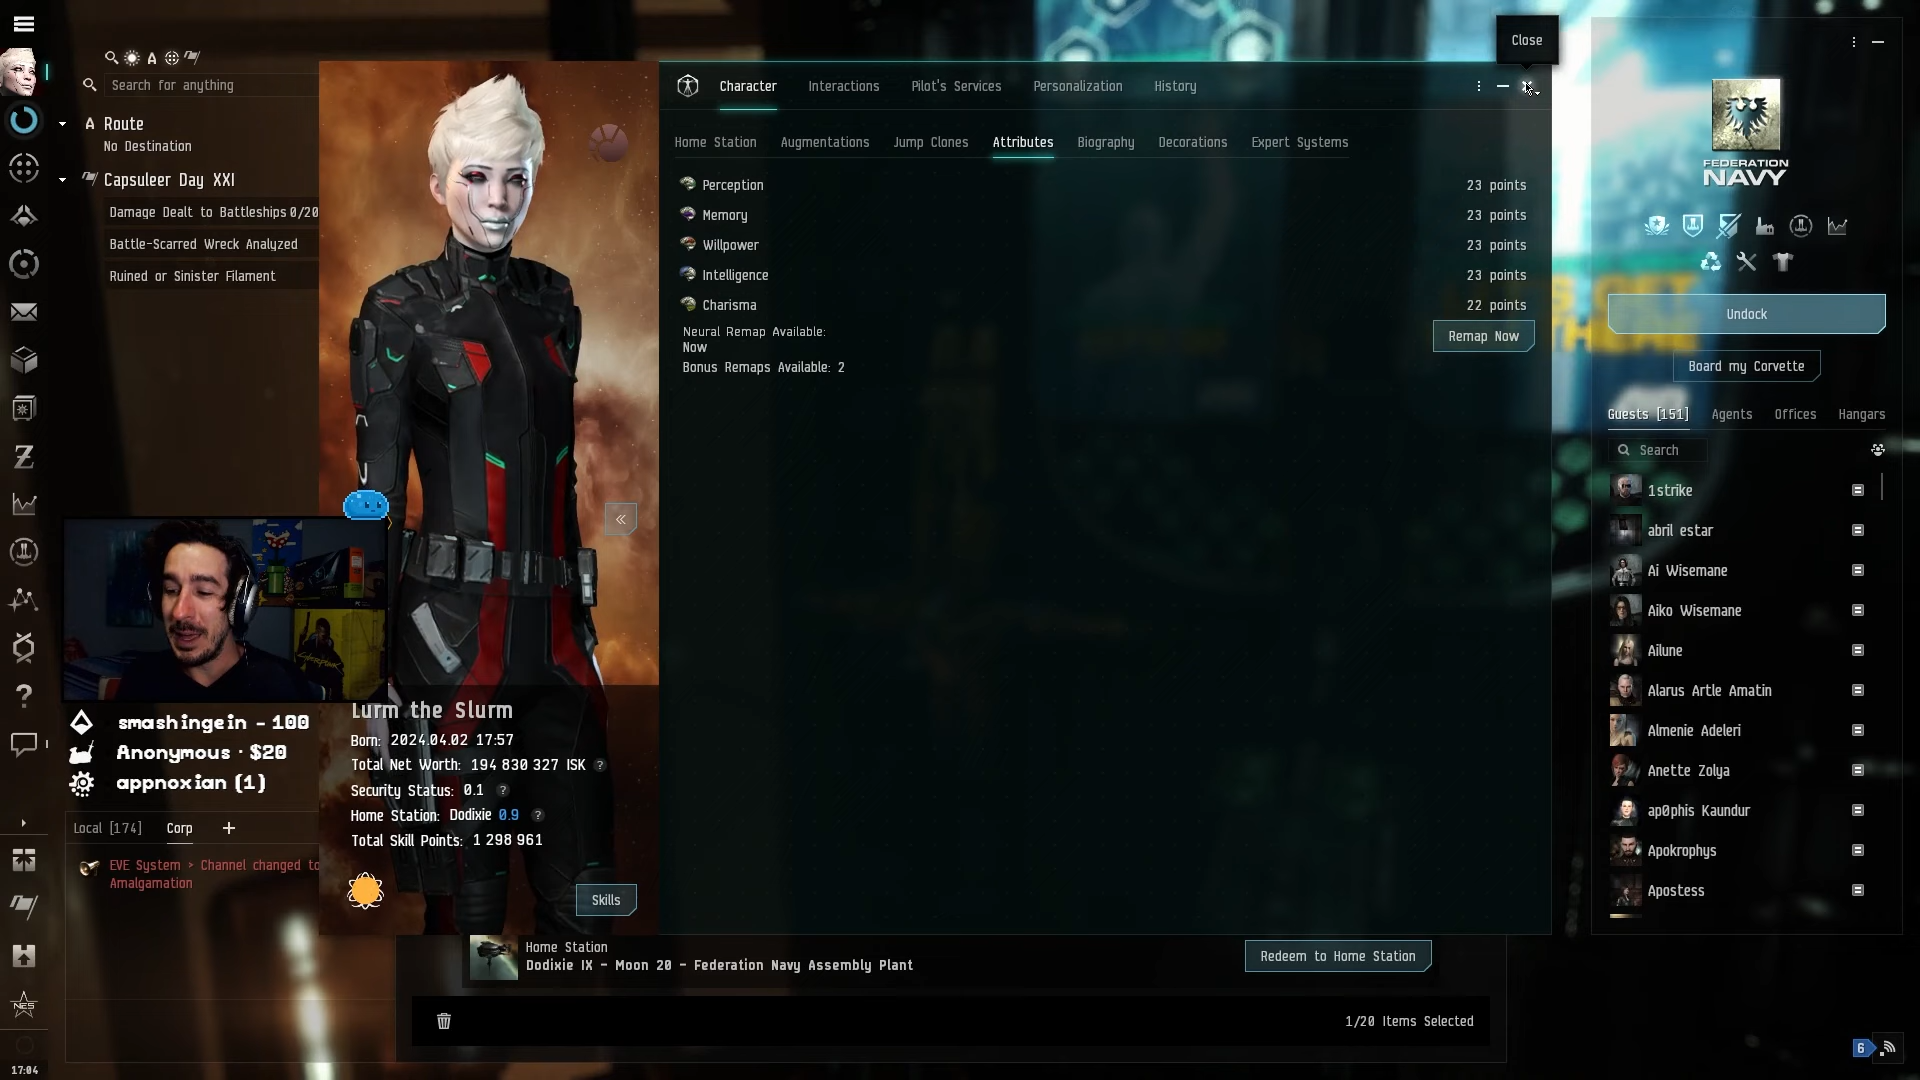 Close
Search for anything
A Route
No Destination
Capsuleer Day XXI
Damage Dealt to Battleships 0/20
Battle-Scarred Wreck Analyzed
Ruined or Sinister Filament
Character Interactions Pilot's Services Personalization History
Home Station Augmentations Jump Clones Attributes Biography Decorations Expert Systems
Perception 23 points
Memory 23 points
Willpower 23 points
Intelligence 23 points
Charisma 22 points
Neural Remap Available:
Now
Remap Now
Bonus Remaps Available: 2
FEDERATION
NAVY
Undock
Board my Corvette
Guests [151] Agents Offices Hangars
Search
1strike
abril estar
Ai Wisemane
Aiko Wisemane
Ailune
Alarus Artle Amatin
Almenie Adeleri
Anette Zolya
ap0phis Kaundur
Apokrophys
Apostess
smashingein - 100
Anonymous · $20
appnoxian (1)
Lurm the Slurm
Born: 2024.04.02 17:57
Total Net Worth: 194 830 327 ISK ?
Security Status: 0.1 ?
Home Station: Dodixie 0.9 ?
Total Skill Points: 1 298 961
Skills
Local [174] Corp +
EVE System > Channel changed to
Amalgamation
Home Station
Dodixie IX - Moon 20 - Federation Navy Assembly Plant
Redeem to Home Station
1/20 Items Selected
NES
17:04
6